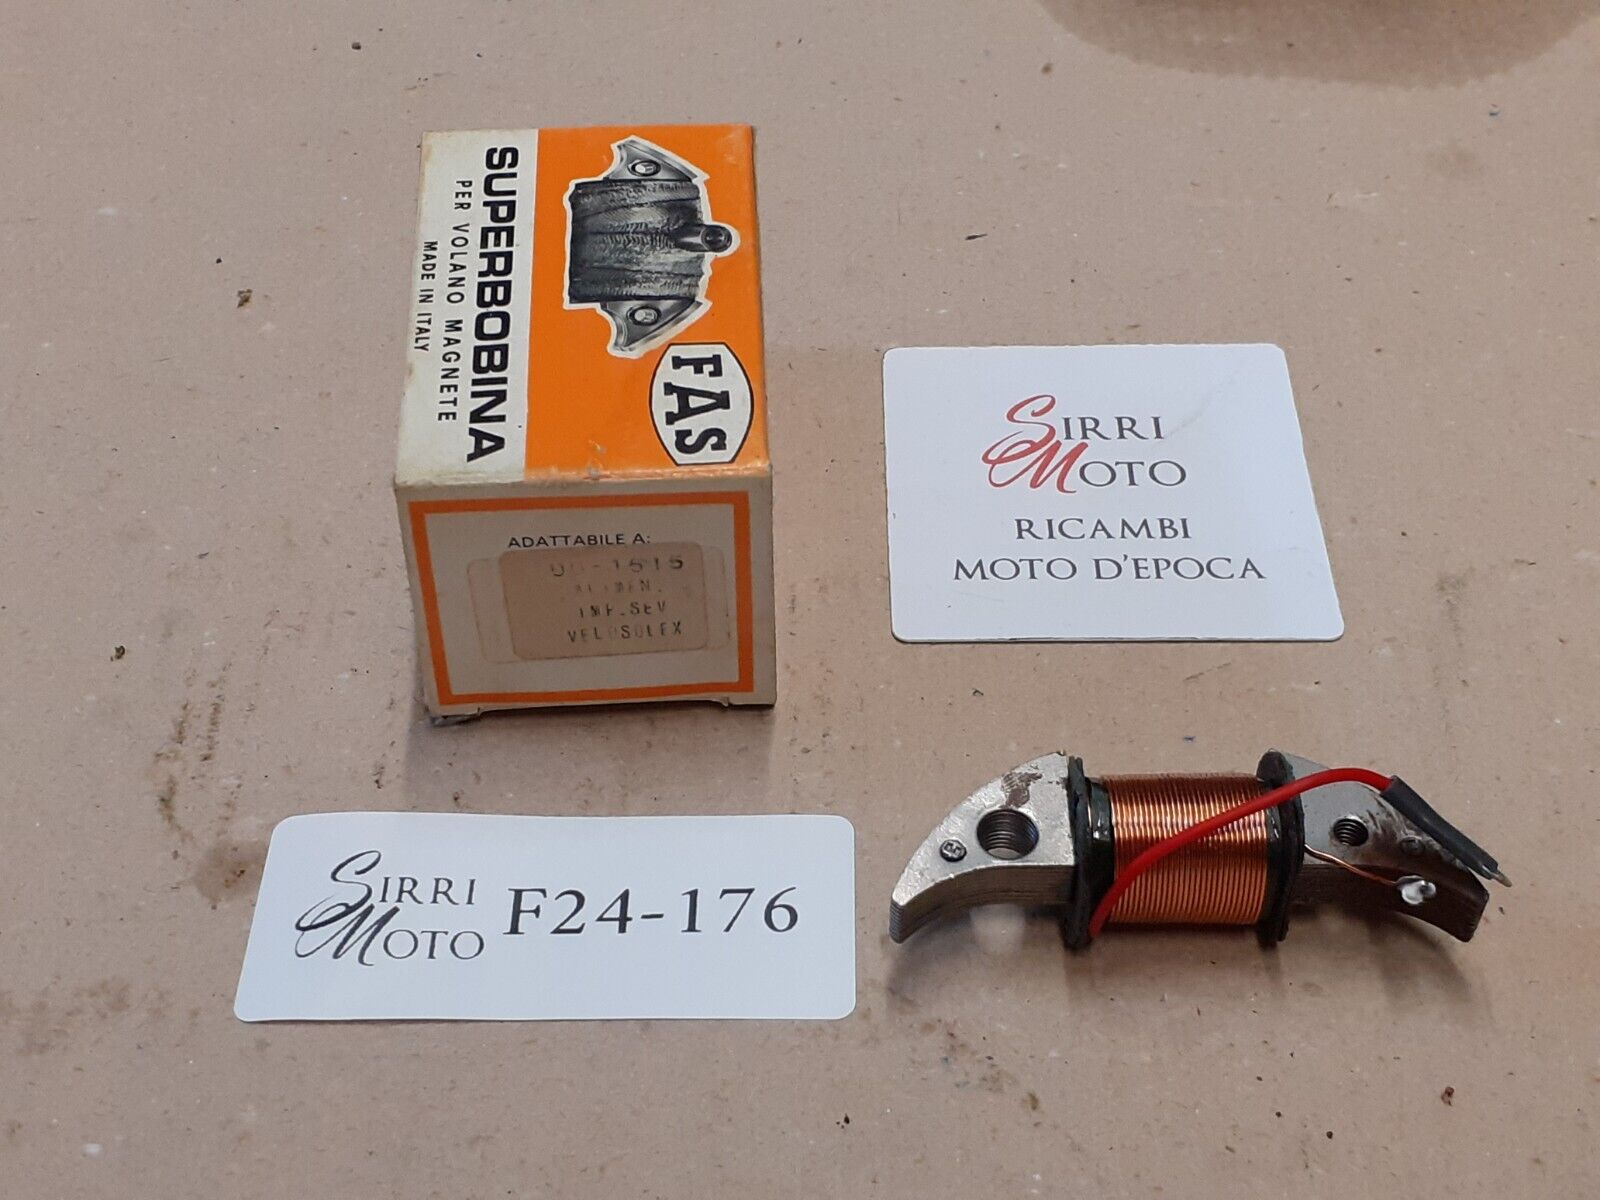 SUPERBOBINA
PER VOLANO MAGNETE
MADE IN ITALY
FAS
ADATTABILE A:
VELOSOLEX
SIRRI
MOTO
RICAMBI
MOTO D'EPOCA
SIRRI
MOTO
F24-176